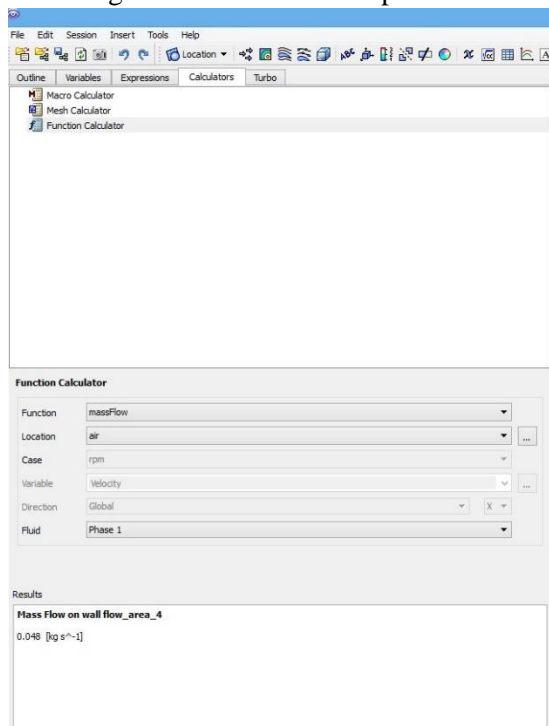 File Edit Session Insert Tools Help
Location
Outline Variables Expressions Calculators Turbo
Macro Calculator
Mesh Calculator
Function Calculator
Function Calculator
Function massFlow
Location air ...
Case rpm
Variable Velocity ...
Direction Global X
Fluid Phase 1
Results
Mass Flow on wall flow_area_4
0.048 [kg s^-1]